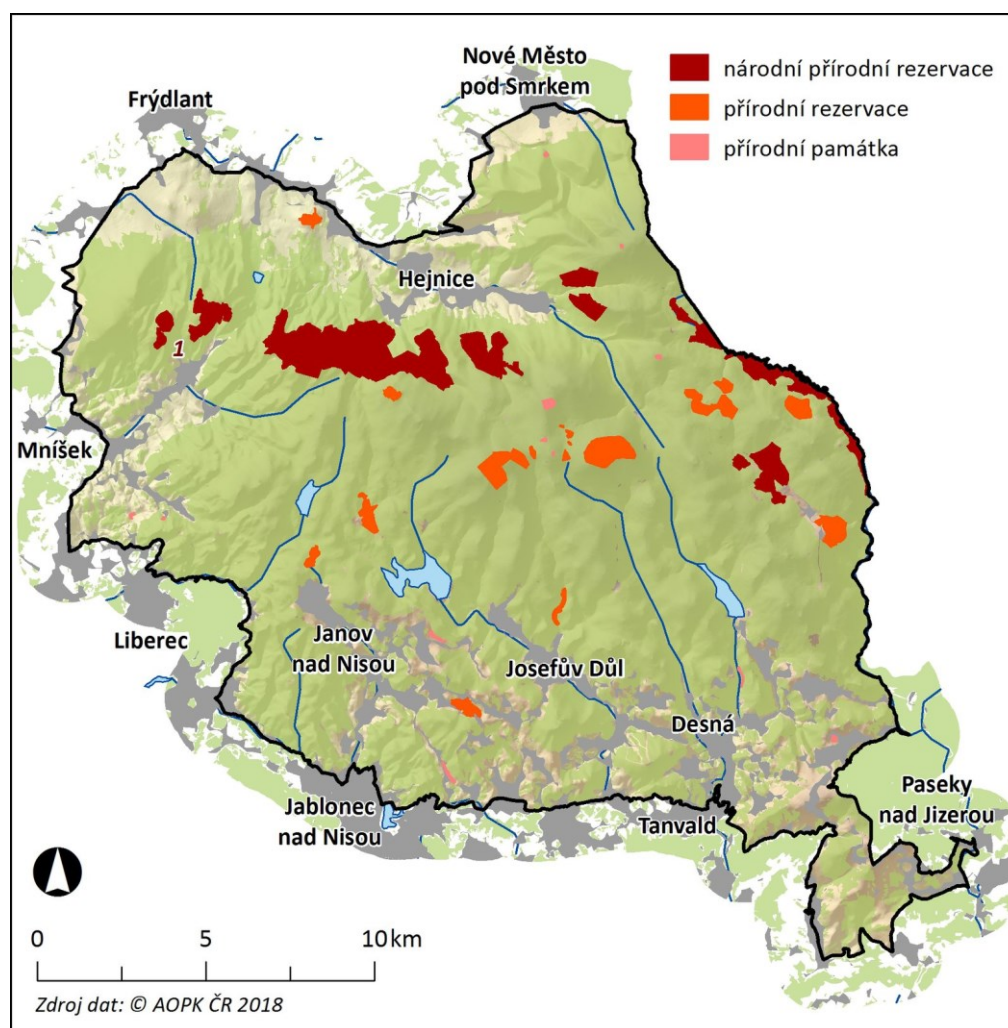 Nové Město
pod Smrkem
národní přírodní rezervace
přírodní rezervace
přírodní památka
Frýdlant
Hejnice
1
Mníšek
Liberec
Janov
nad Nisou
Josefův Důl
Desná
Paseky
nad Jizerou
Jablonec
nad Nisou
Tanvald
0 5 10 km
Zdroj dat: © AOPK ČR 2018